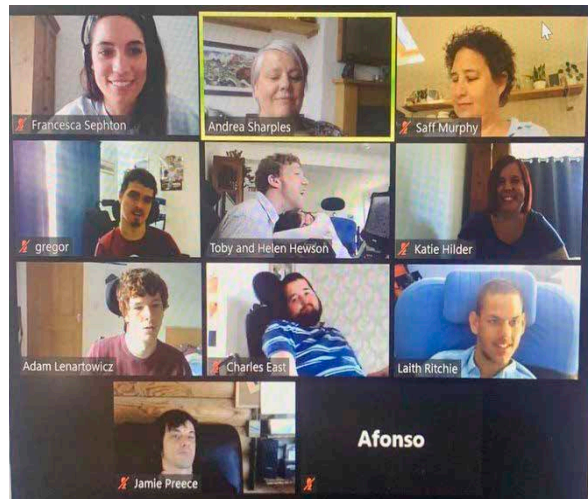 Francesca Sephton
Andrea Sharples
Saff Murphy
gregor
Toby and Helen Hewson
Katie Hilder
Adam Lenartowicz
Charles East
Laith Ritchie
Jamie Preece
Afonso